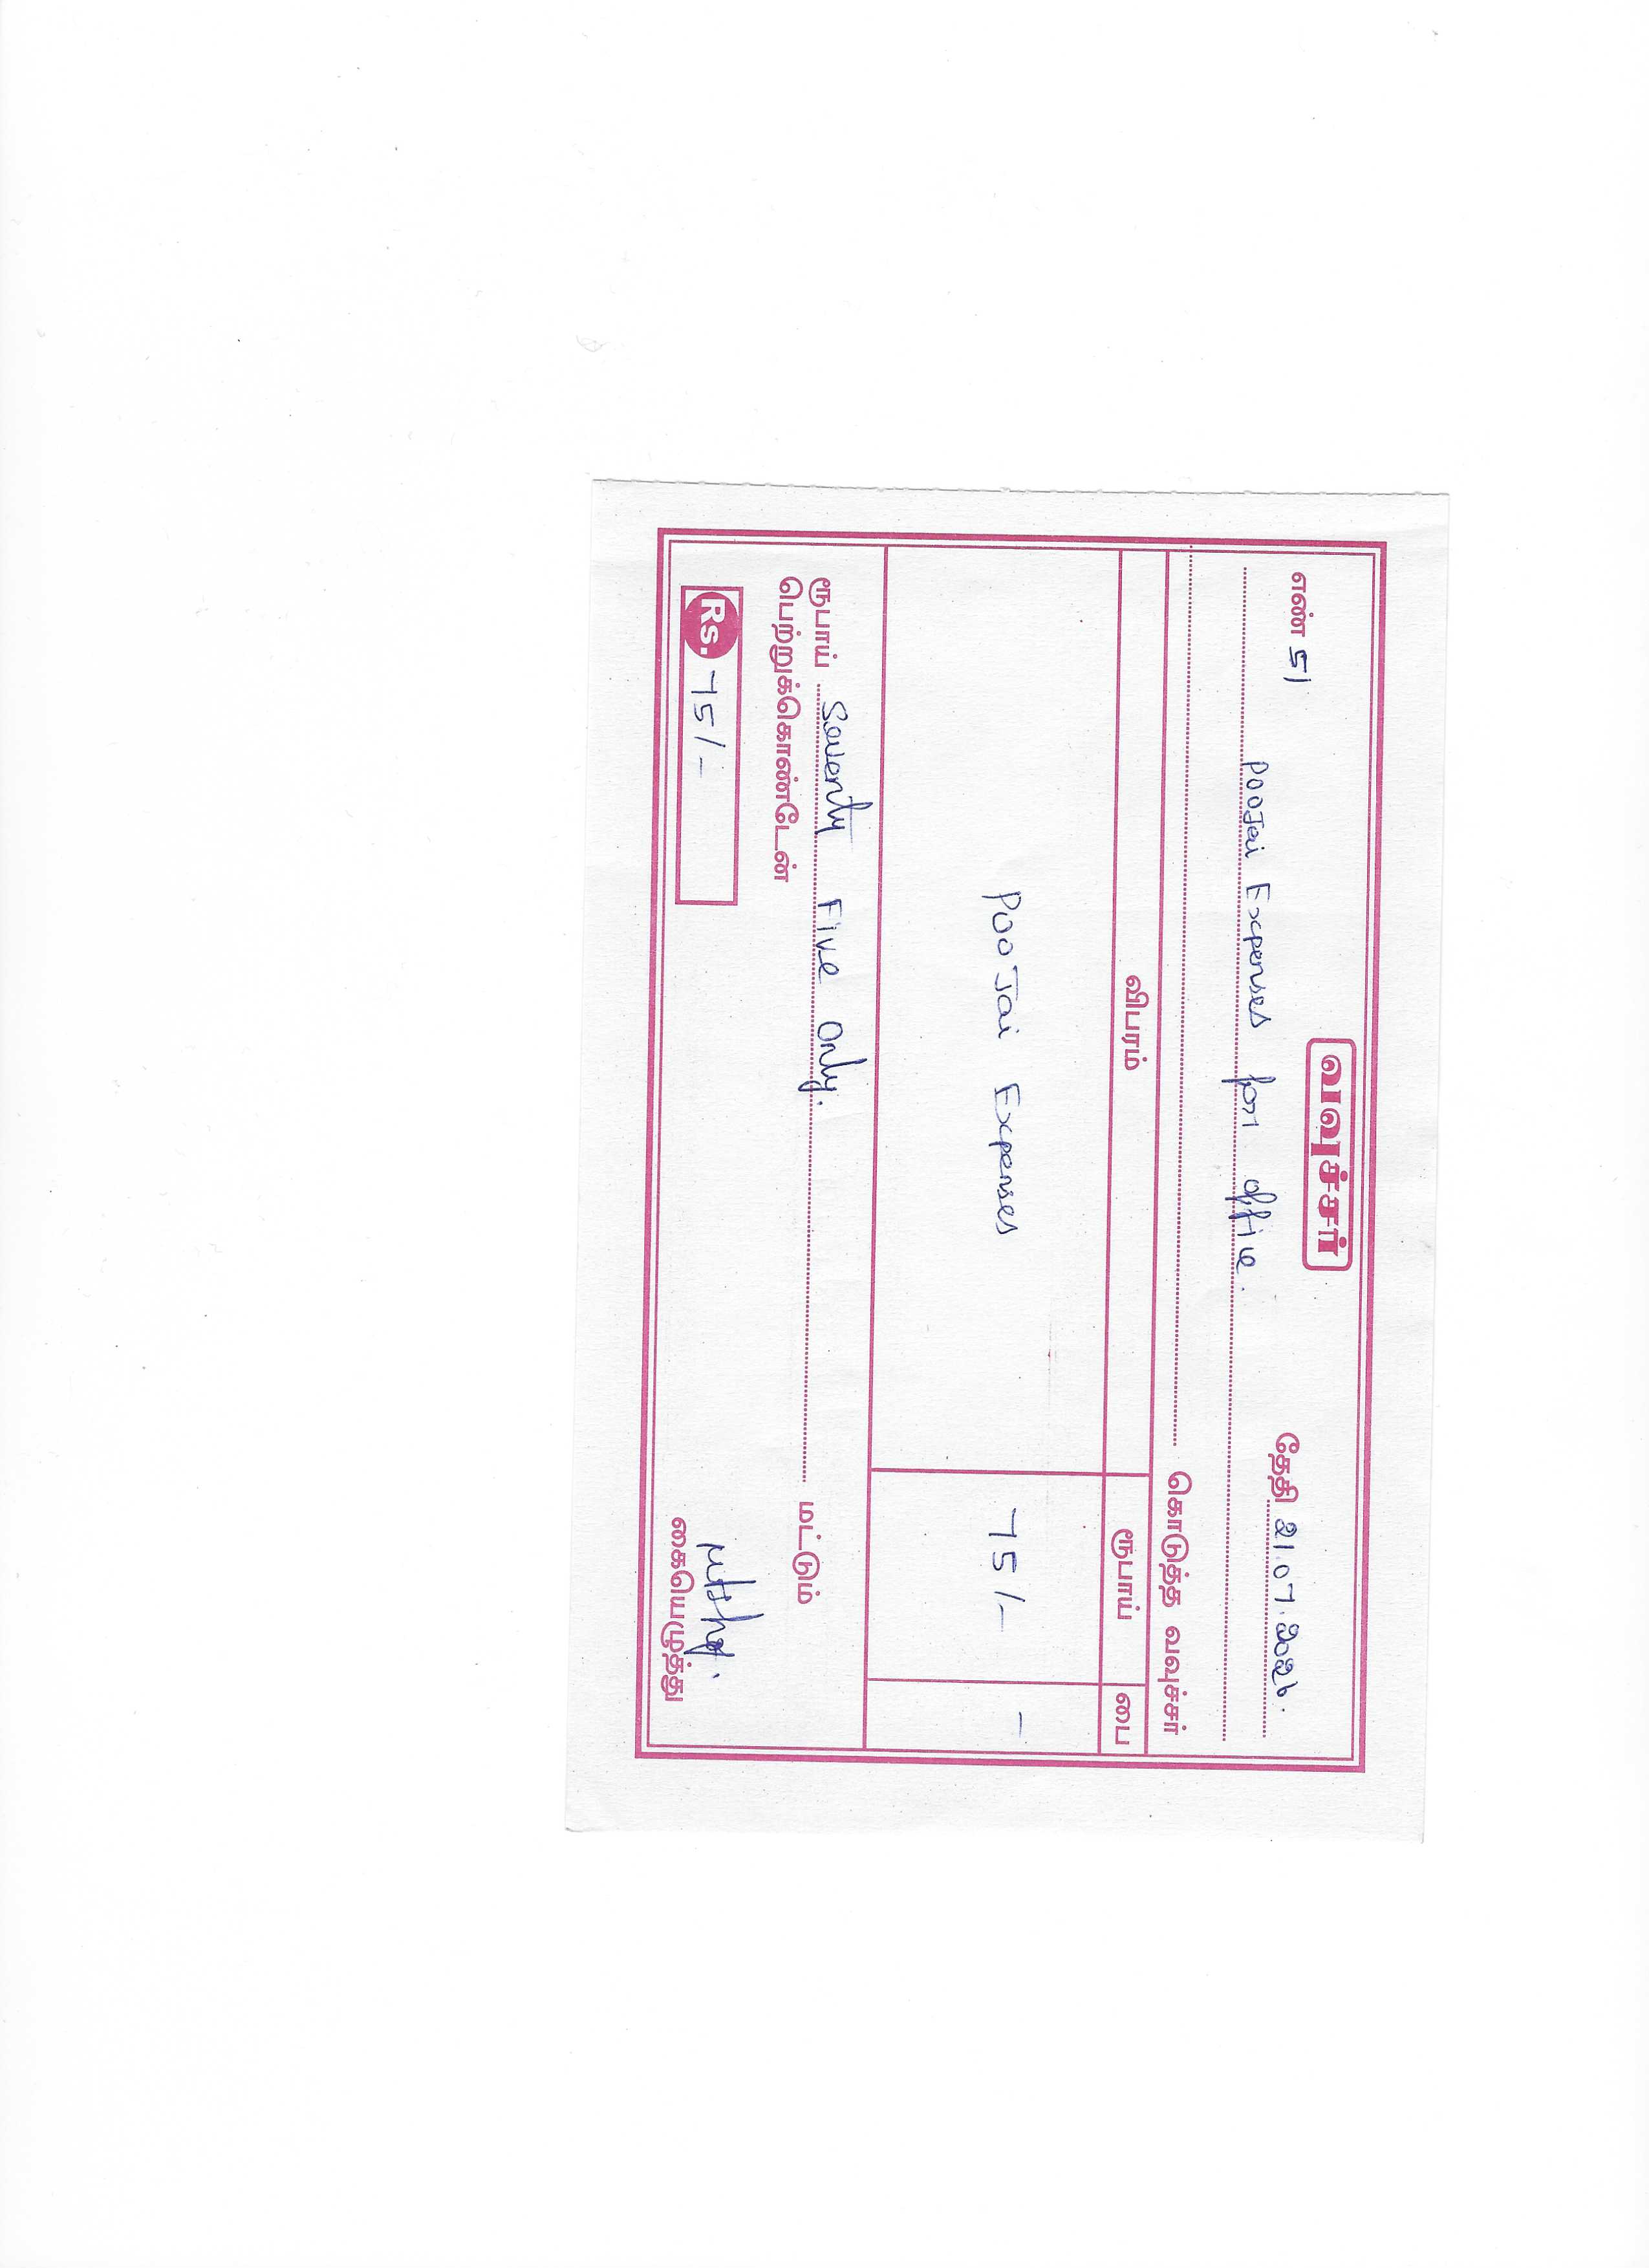 வவுச்சர்
எண் 51 தேதி 21.07.2026.
Poojai Expenses for office.
கொடுத்த வவுச்சர்
விபரம் ரூபாய் பை
Poojai Expenses 75/- -
ரூபாய் Seventy Five Only. மட்டும்
பெற்றுக்கொண்டேன்
Rs. 75/-
கையெழுத்து